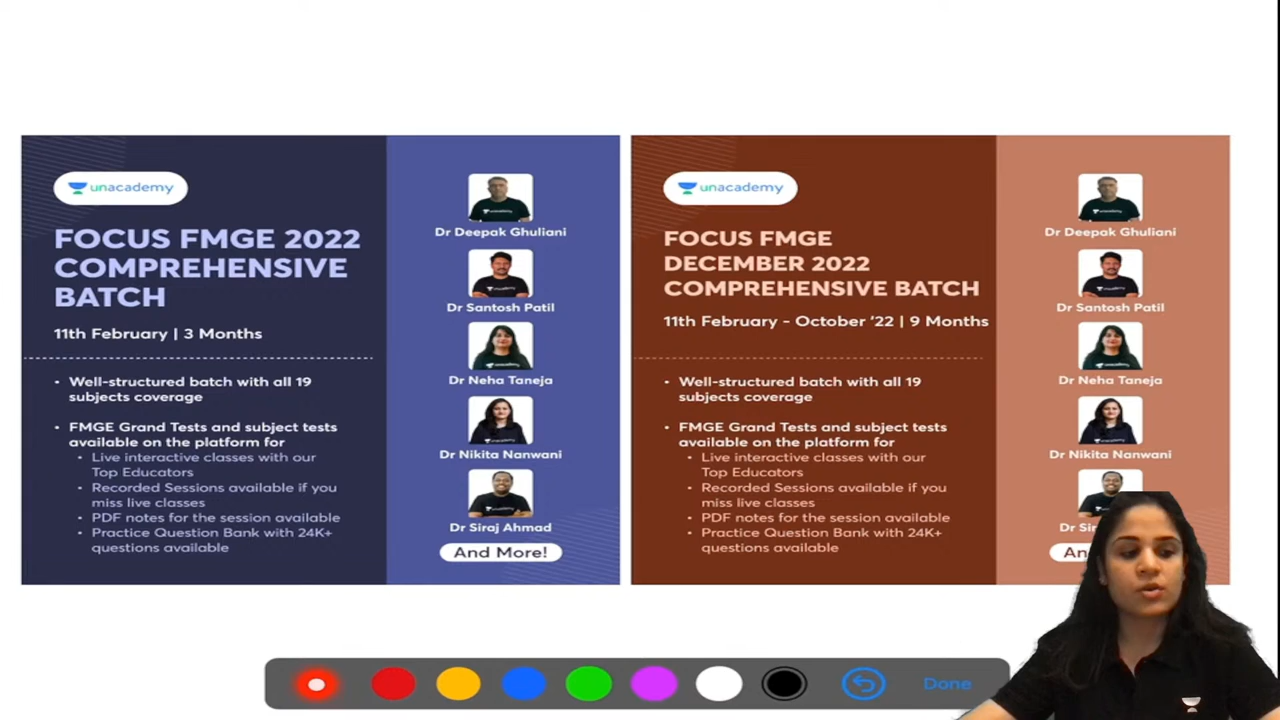 unacademy
FOCUS FMGE 2022
COMPREHENSIVE
BATCH
11th February | 3 Months
• Well-structured batch with all 19
subjects coverage
• FMGE Grand Tests and subject tests
available on the platform for
• Live interactive classes with our
Top Educators
• Recorded Sessions available if you
miss live classes
• PDF notes for the session available
• Practice Question Bank with 24K+
questions available
Dr Deepak Ghuliani
Dr Santosh Patil
Dr Neha Taneja
Dr Nikita Nanwani
Dr Siraj Ahmad
And More!
unacademy
FOCUS FMGE
DECEMBER 2022
COMPREHENSIVE BATCH
11th February - October '22 | 9 Months
• Well-structured batch with all 19
subjects coverage
• FMGE Grand Tests and subject tests
available on the platform for
• Live interactive classes with our
Top Educators
• Recorded Sessions available if you
miss live classes
• PDF notes for the session available
• Practice Question Bank with 24K+
questions available
Dr Deepak Ghuliani
Dr Santosh Patil
Dr Neha Taneja
Dr Nikita Nanwani
Dr
Done